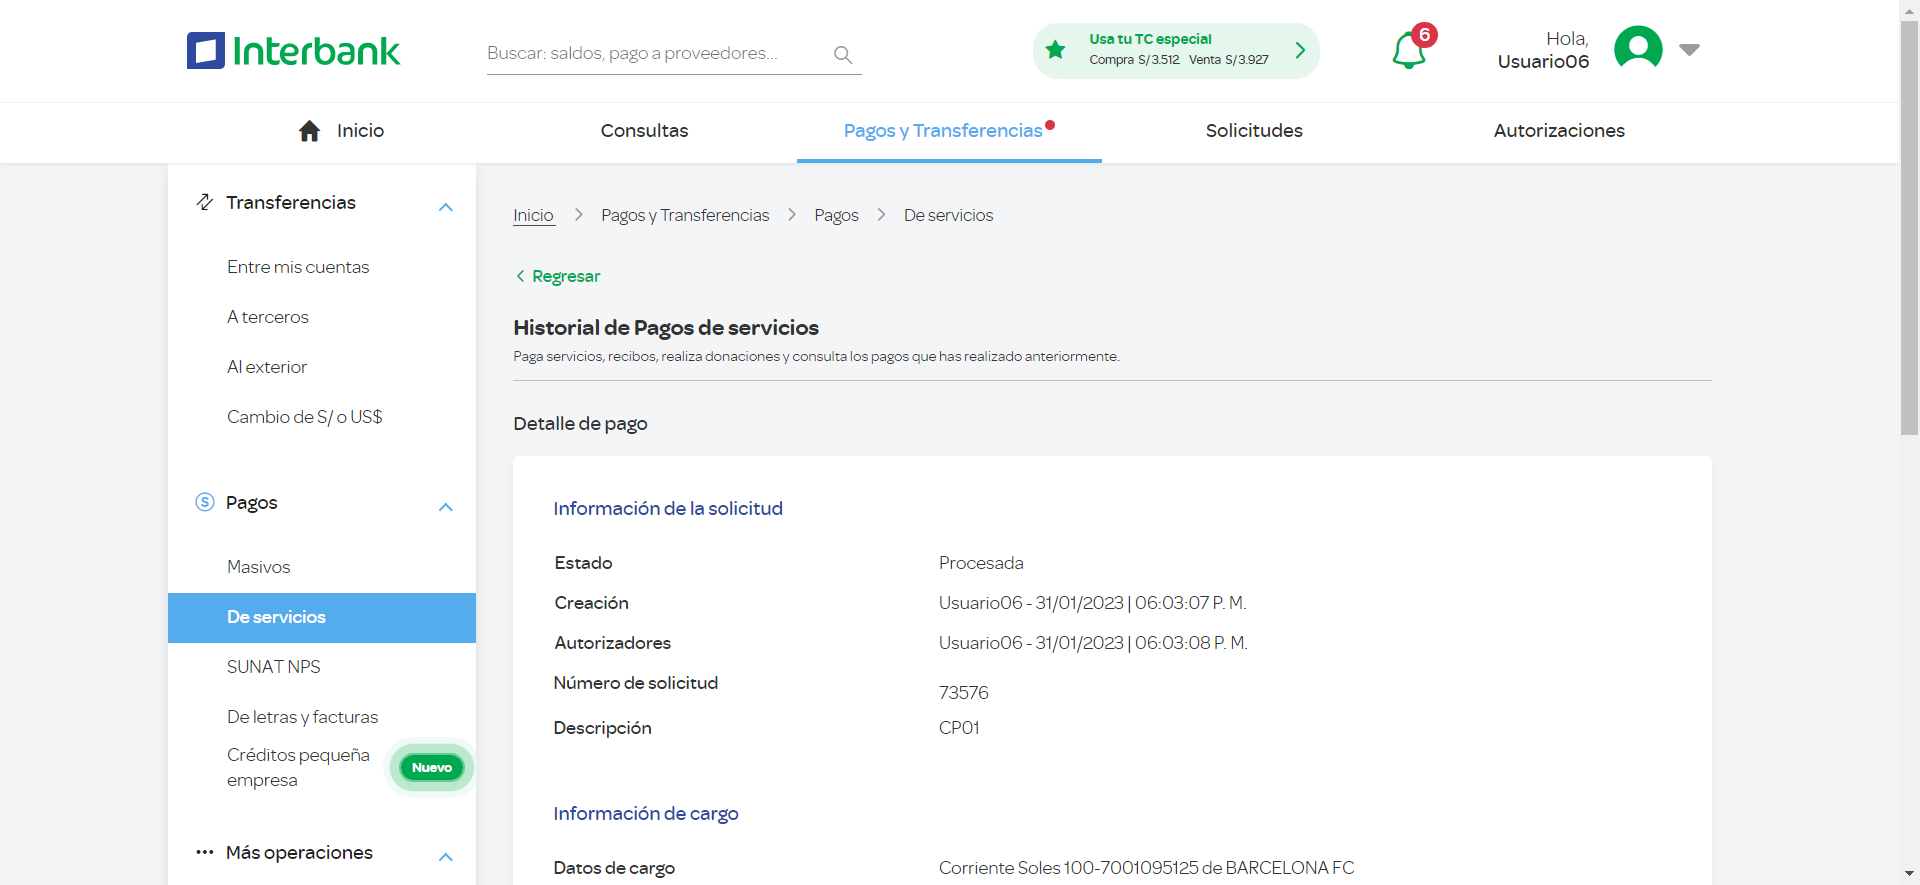 Interbank
Buscar: saldos, pago a proveedores...
Usa tu TC especial
Compra S/3.512 Venta S/3.927
6
Hola,
Usuario06
Inicio
Consultas
Pagos y Transferencias
Solicitudes
Autorizaciones
Transferencias
Entre mis cuentas
A terceros
Al exterior
Cambio de S/ o US$
S Pagos
Masivos
De servicios
SUNAT NPS
De letras y facturas
Créditos pequeña
empresa
Nuevo
Más operaciones
Inicio > Pagos y Transferencias > Pagos > De servicios
< Regresar
Historial de Pagos de servicios
Paga servicios, recibos, realiza donaciones y consulta los pagos que has realizado anteriormente.
Detalle de pago
Información de la solicitud
Estado Procesada
Creación Usuario06 - 31/01/2023 | 06:03:07 P. M.
Autorizadores Usuario06 - 31/01/2023 | 06:03:08 P. M.
Número de solicitud 73576
Descripción CP01
Información de cargo
Datos de cargo Corriente Soles 100-7001095125 de BARCELONA FC